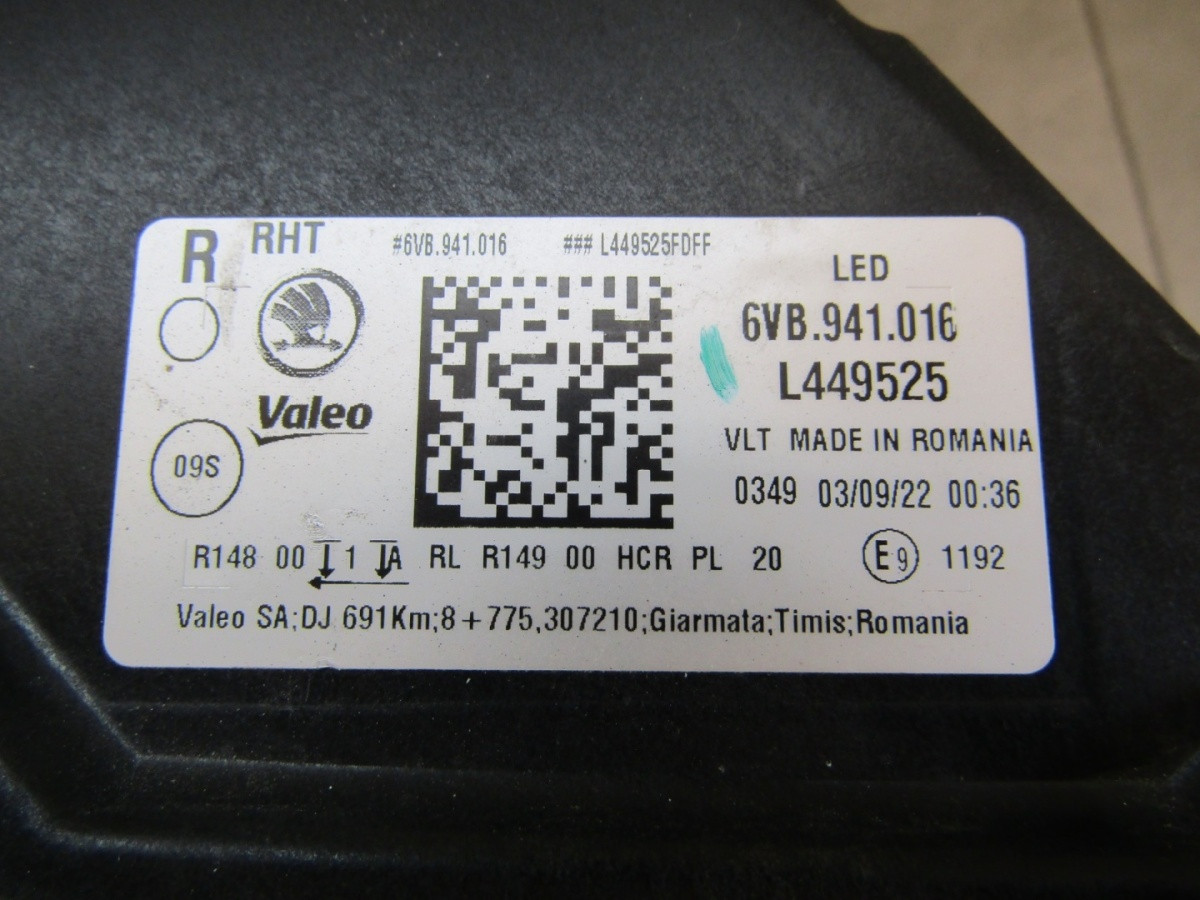 R RHT #6VB.941.016 ### L449525FDFF
LED
6VB.941.016
L449525
Valeo
VLT MADE IN ROMANIA
09S
0349 03/09/22 00:36
R148 00 1 A RL R149 00 HCR PL 20 E9 1192
Valeo SA;DJ 691Km;8+775,307210;Giarmata;Timis;Romania